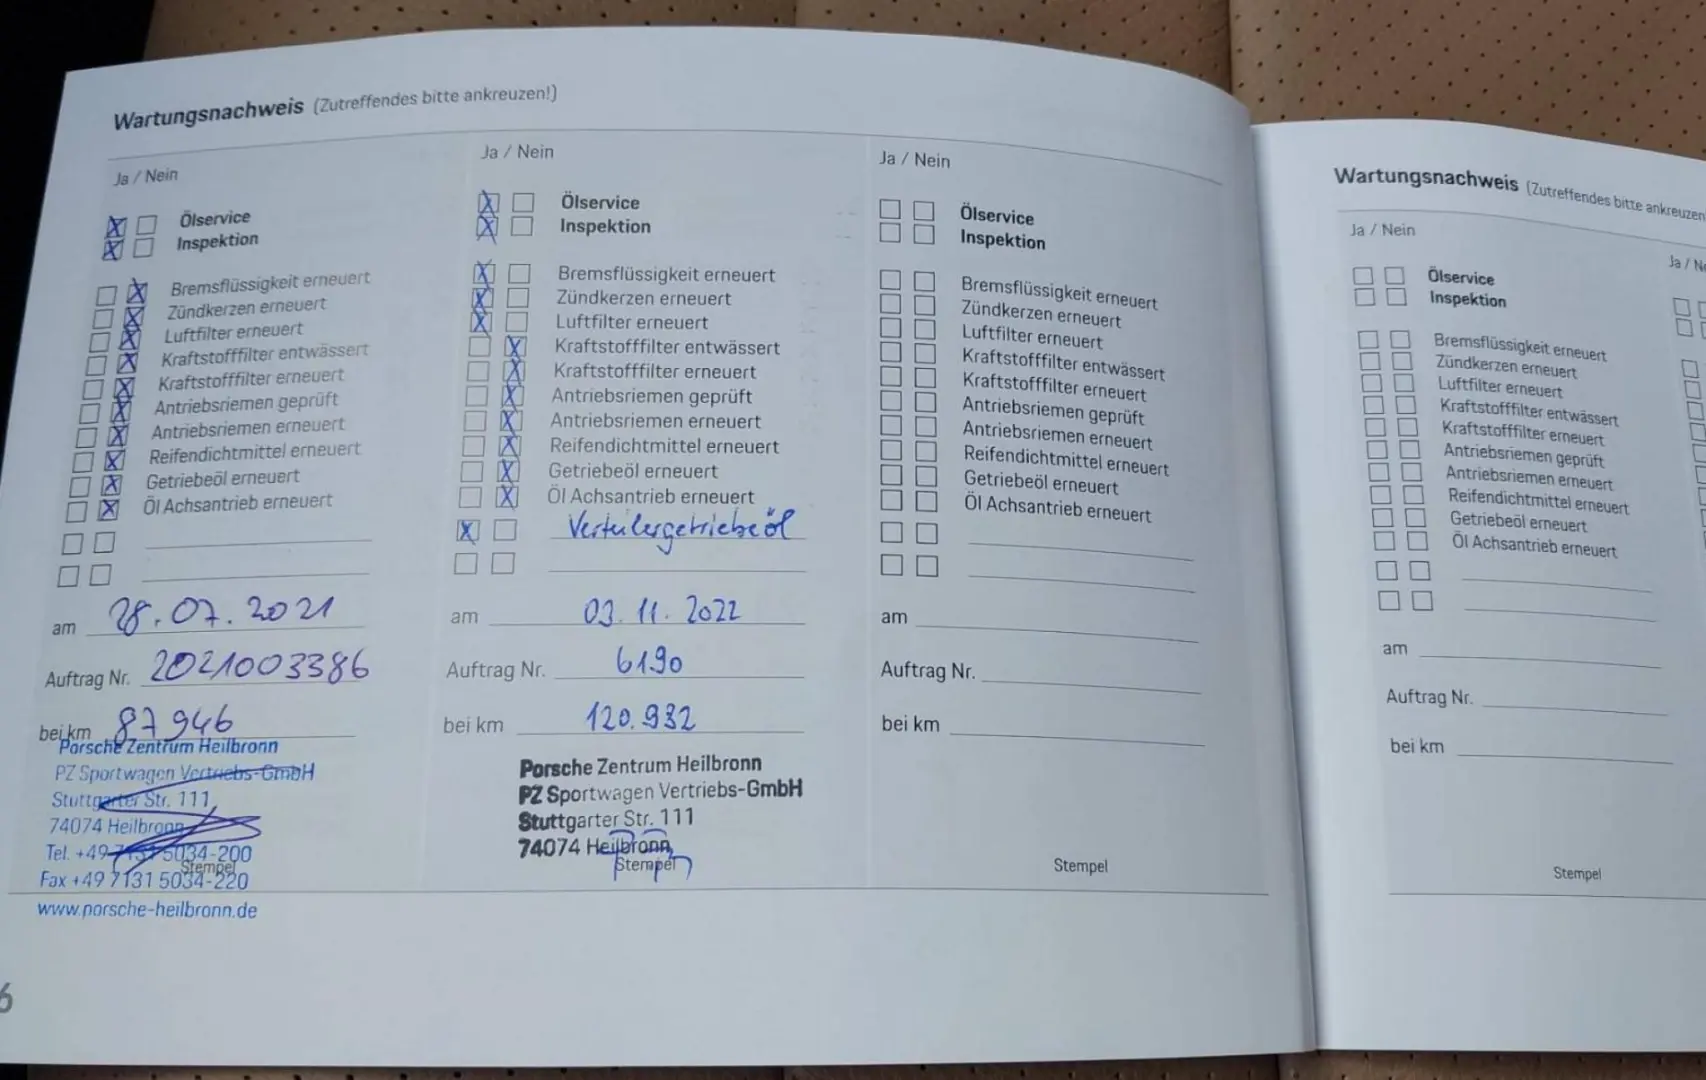 Wartungsnachweis (Zutreffendes bitte ankreuzen!)
Ja / Nein
Ölservice
Inspektion
Bremsflüssigkeit erneuert
Zündkerzen erneuert
Luftfilter erneuert
Kraftstofffilter entwässert
Kraftstofffilter erneuert
Antriebsriemen geprüft
Antriebsriemen erneuert
Reifendichtmittel erneuert
Getriebeöl erneuert
Öl Achsantrieb erneuert
am 28.07.2021
Auftrag Nr. 2021003386
bei km 87946
Porsche Zentrum Heilbronn
PZ Sportwagen Vertriebs-GmbH
Stuttgarter Str. 111
74074 Heilbronn
Tel. +49 7131 5034-200
Stempel
Fax +49 7131 5034-220
www.porsche-heilbronn.de
Ja / Nein
Ölservice
Inspektion
Bremsflüssigkeit erneuert
Zündkerzen erneuert
Luftfilter erneuert
Kraftstofffilter entwässert
Kraftstofffilter erneuert
Antriebsriemen geprüft
Antriebsriemen erneuert
Reifendichtmittel erneuert
Getriebeöl erneuert
Öl Achsantrieb erneuert
Verteilergetriebeöl
am 03.11.2022
Auftrag Nr. 6190
bei km 120.932
Porsche Zentrum Heilbronn
PZ Sportwagen Vertriebs-GmbH
Stuttgarter Str. 111
74074 Heilbronn
Stempel
Ja / Nein
Ölservice
Inspektion
Bremsflüssigkeit erneuert
Zündkerzen erneuert
Luftfilter erneuert
Kraftstofffilter entwässert
Kraftstofffilter erneuert
Antriebsriemen geprüft
Antriebsriemen erneuert
Reifendichtmittel erneuert
Getriebeöl erneuert
Öl Achsantrieb erneuert
am
Auftrag Nr.
bei km
Stempel
6
Wartungsnachweis (Zutreffendes bitte ankreuzen
Ja / Nein
Ölservice
Inspektion
Bremsflüssigkeit erneuert
Zündkerzen erneuert
Luftfilter erneuert
Kraftstofffilter entwässert
Kraftstofffilter erneuert
Antriebsriemen geprüft
Antriebsriemen erneuert
Reifendichtmittel erneuert
Getriebeöl erneuert
Öl Achsantrieb erneuert
am
Auftrag Nr.
bei km
Stempel
Ja / Ne